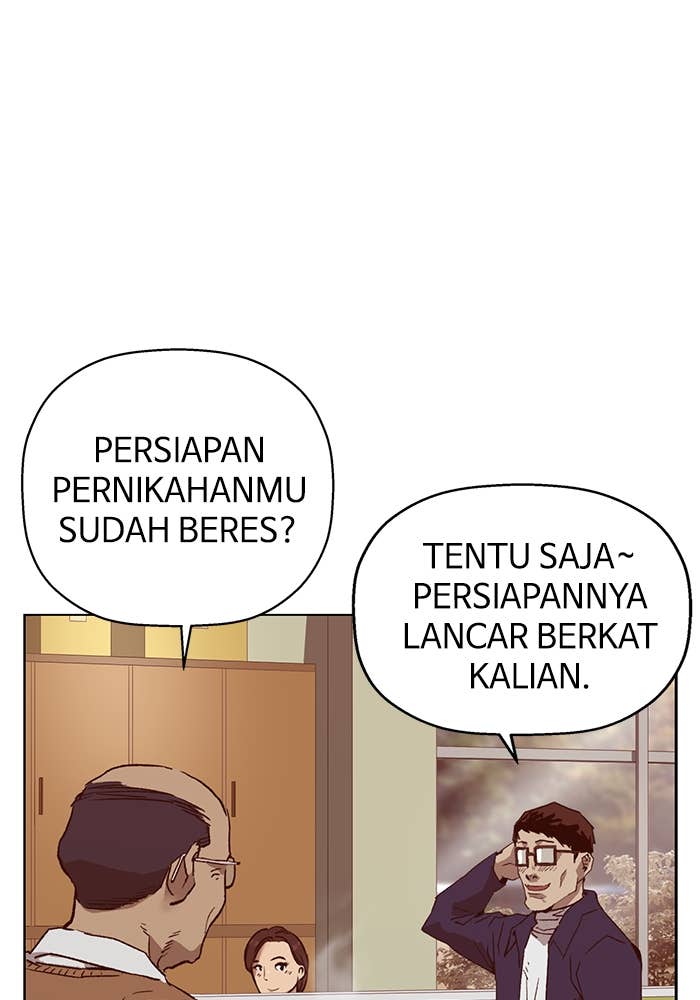 PERSIAPAN
PERNIKAHANMU
SUDAH BERES?
TENTU SAJA~
PERSIAPANNYA
LANCAR BERKAT
KALIAN.